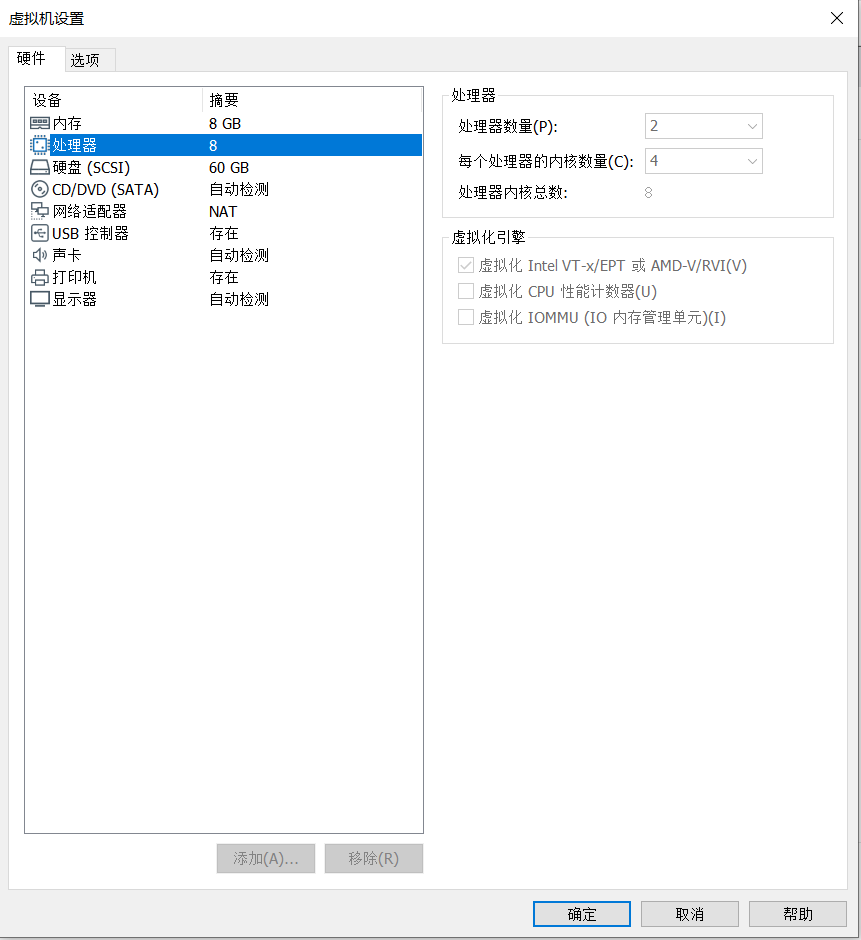 虚拟机设置
硬件 选项
设备 摘要
内存 8 GB
处理器 8
硬盘 (SCSI) 60 GB
CD/DVD (SATA) 自动检测
网络适配器 NAT
USB 控制器 存在
声卡 自动检测
打印机 存在
显示器 自动检测
添加(A)... 移除(R)
处理器
处理器数量(P): 2
每个处理器的内核数量(C): 4
处理器内核总数: 8
虚拟化引擎
虚拟化 Intel VT-x/EPT 或 AMD-V/RVI(V)
虚拟化 CPU 性能计数器(U)
虚拟化 IOMMU (IO 内存管理单元)(I)
确定 取消 帮助